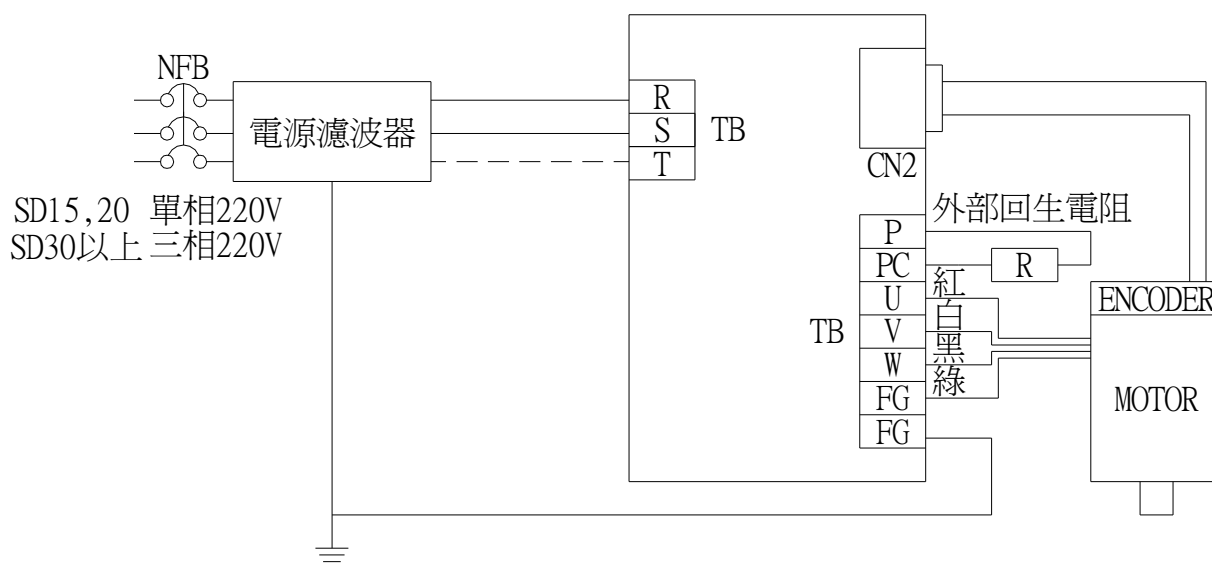 NFB
電源濾波器
SD15,20 單相220V
SD30以上 三相220V
R
S
T
TB
CN2
外部回生電阻
P
PC
U
V
W
FG
FG
TB
R
紅
白
黑
綠
ENCODER
MOTOR